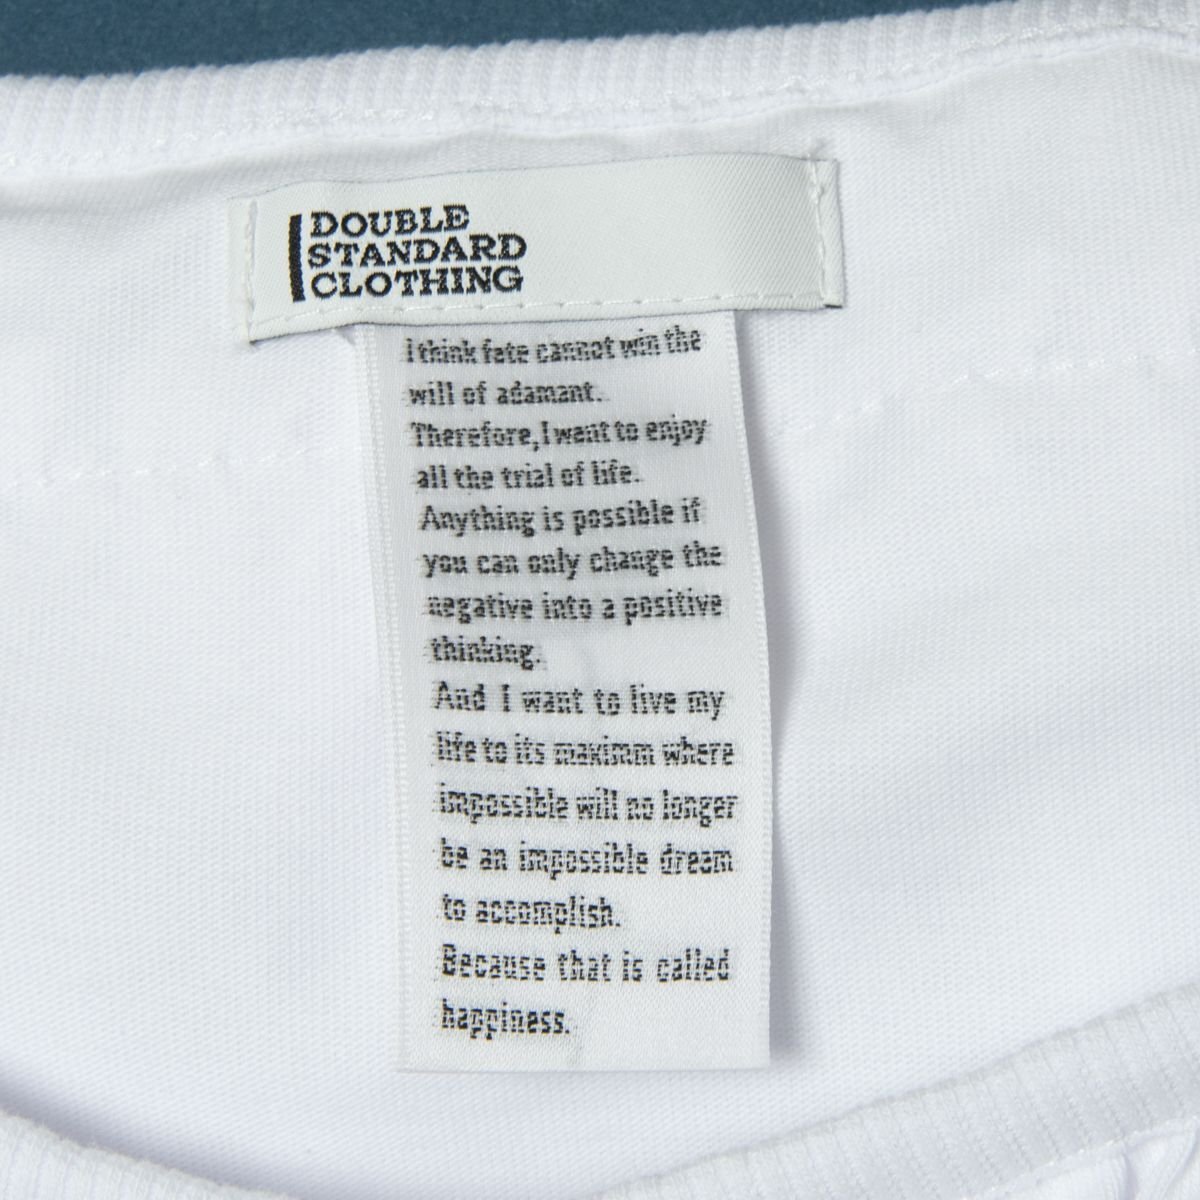 DOUBLE
STANDARD
CLOTHING
I think fate cannot win the
will of adamant.
Therefore, I want to enjoy
all the trial of life.
Anything is possible if
you can only change the
negative into a positive
thinking.
And I want to live my
life to its maximm where
impossible will no longer
be an impossible dream
to accomplish.
Because that is called
happiness.